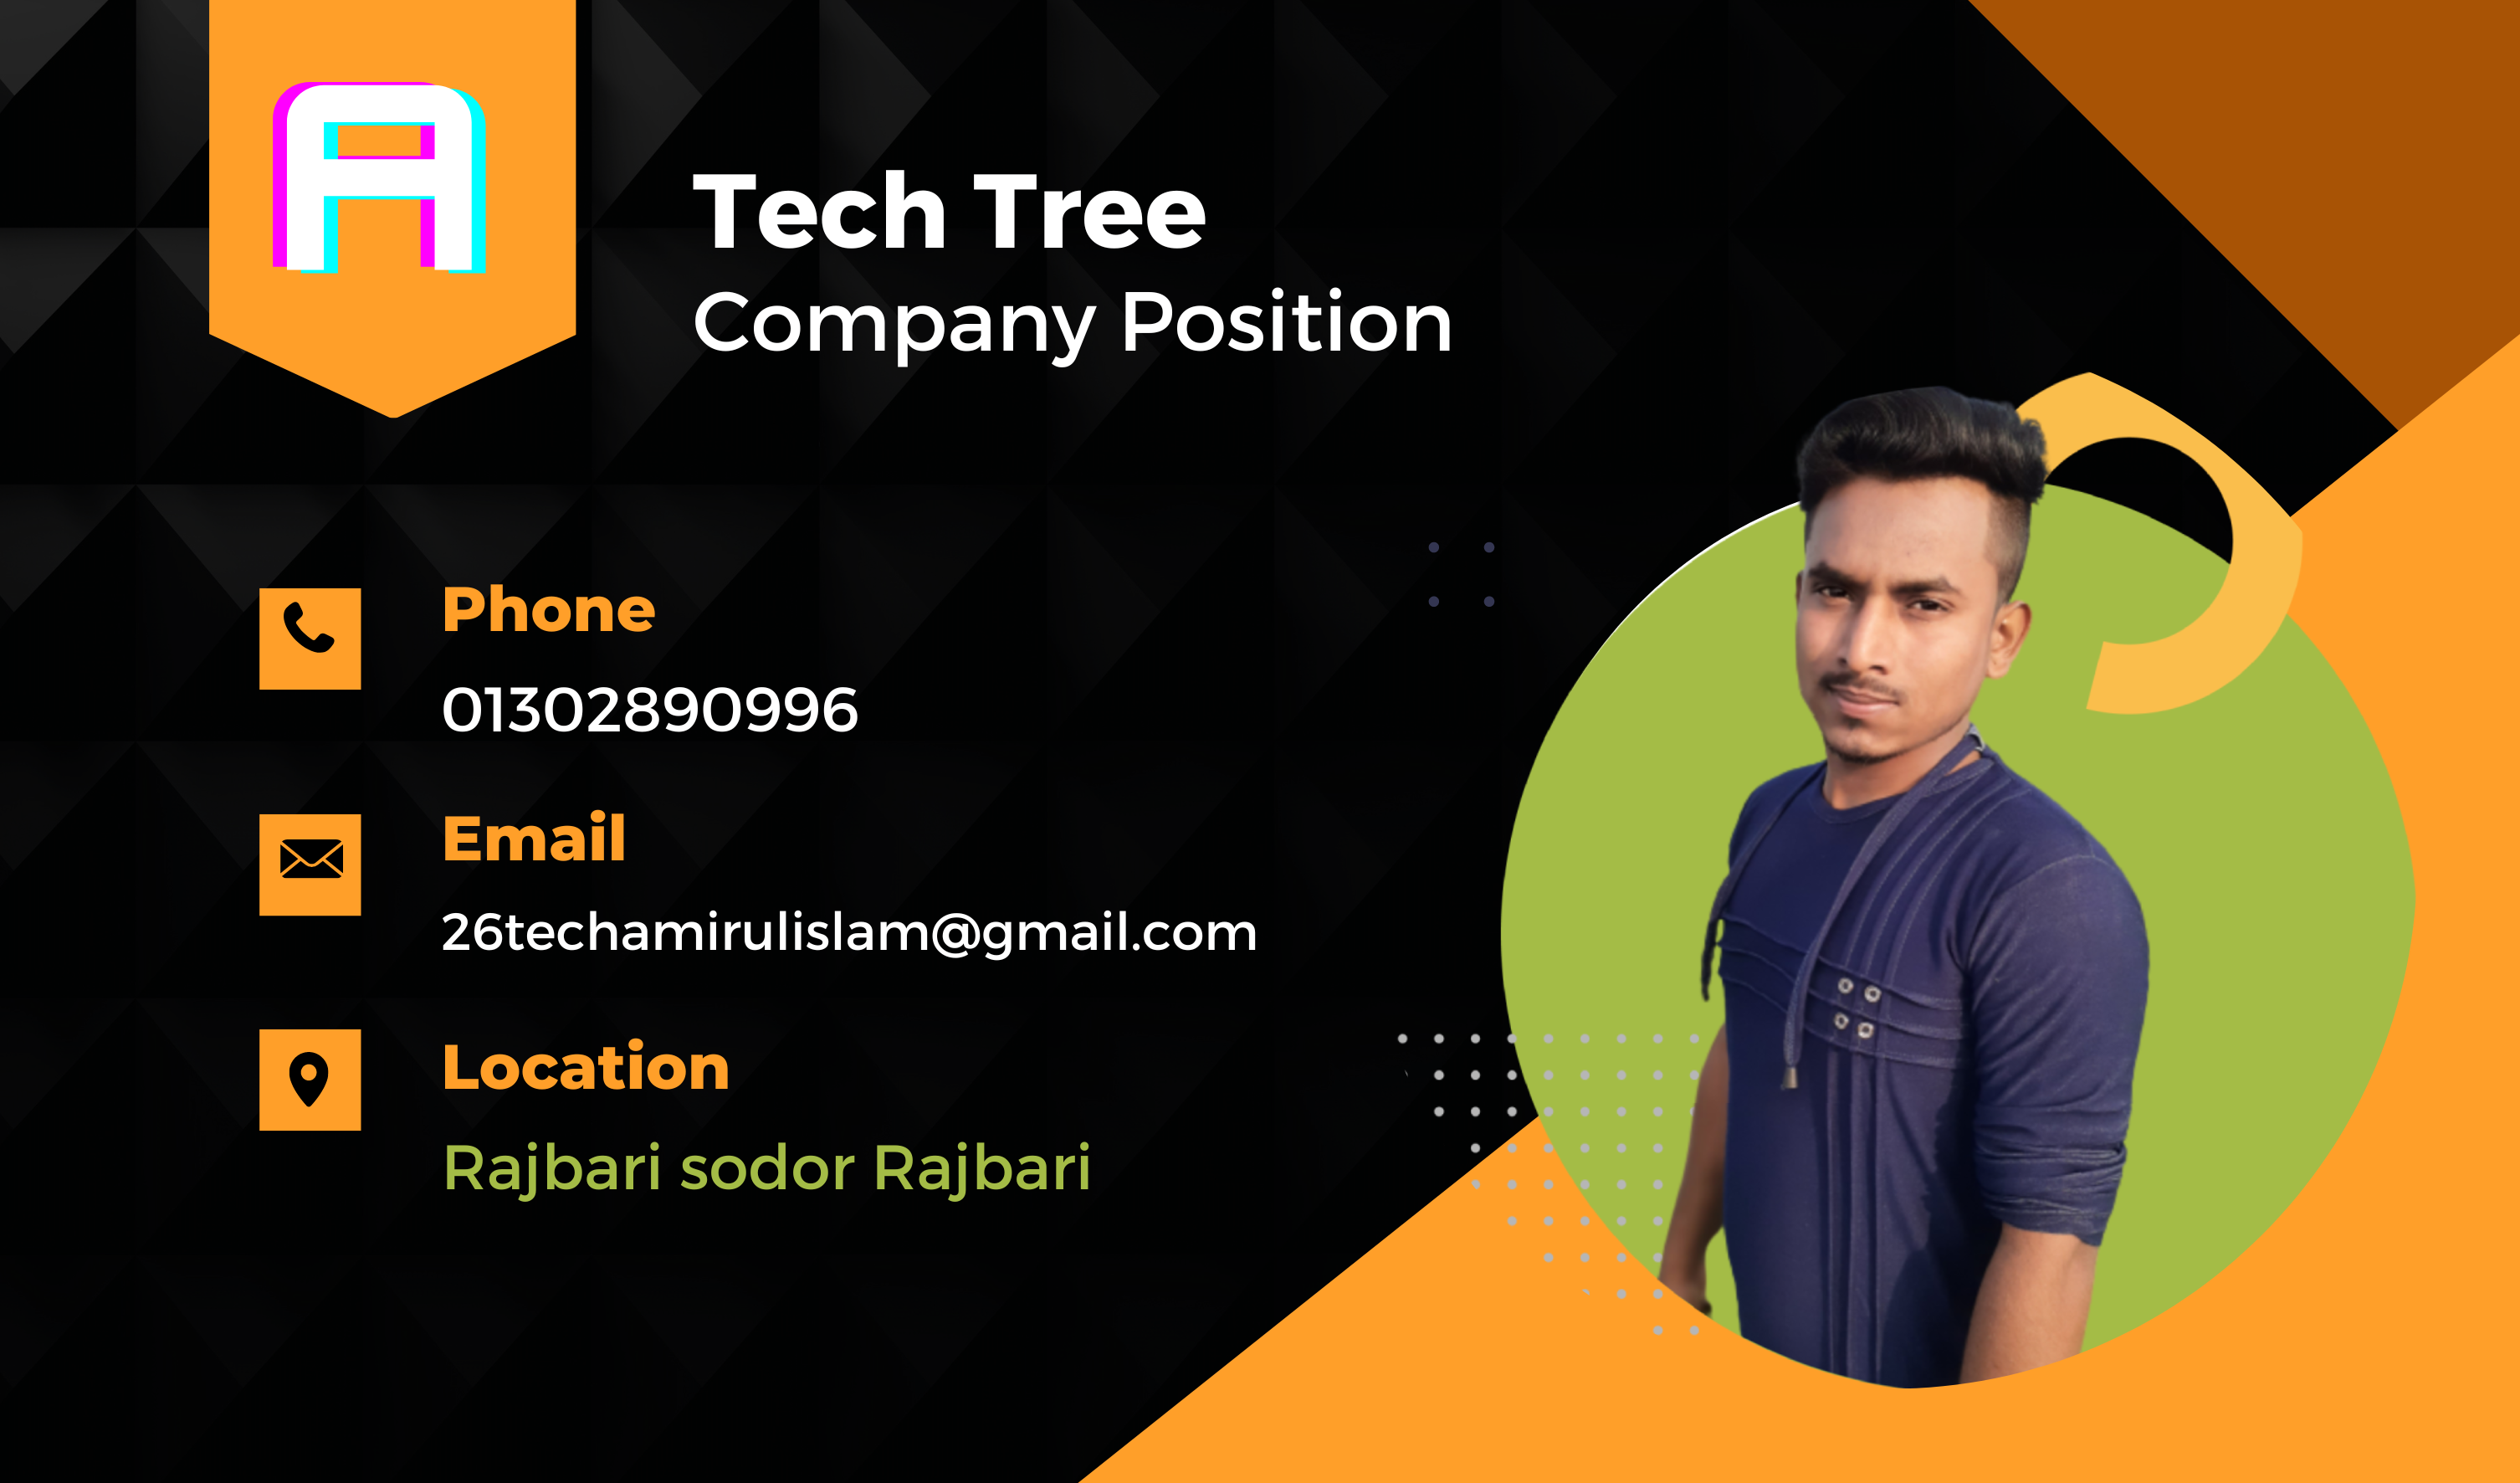 A
Tech Tree
Company Position
Phone
01302890996
Email
26techamirulislam@gmail.com
Location
Rajbari sodor Rajbari